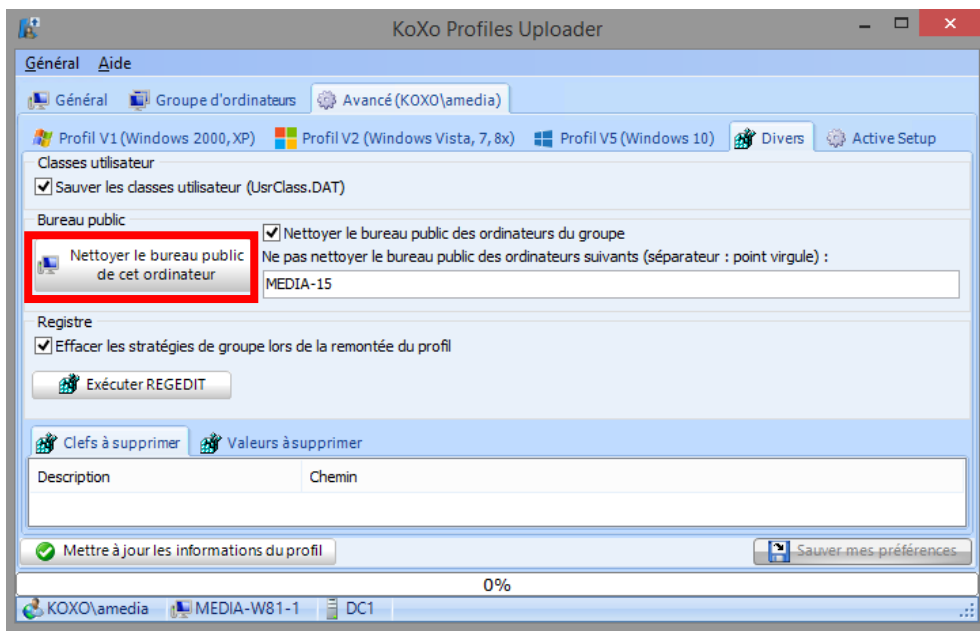 KoXo Profiles Uploader
Général Aide
Général Groupe d'ordinateurs Avancé (KOXO\amedia)
Profil V1 (Windows 2000, XP) Profil V2 (Windows Vista, 7, 8x) Profil V5 (Windows 10) Divers Active Setup
Classes utilisateur
Sauver les classes utilisateur (UsrClass.DAT)
Bureau public
Nettoyer le bureau public
de cet ordinateur
Nettoyer le bureau public des ordinateurs du groupe
Ne pas nettoyer le bureau public des ordinateurs suivants (séparateur : point virgule) :
MEDIA-15
Registre
Effacer les stratégies de groupe lors de la remontée du profil
Exécuter REGEDIT
Clefs à supprimer Valeurs à supprimer
Description Chemin
Mettre à jour les informations du profil Sauver mes préférences
0%
KOXO\amedia MEDIA-W81-1 DC1